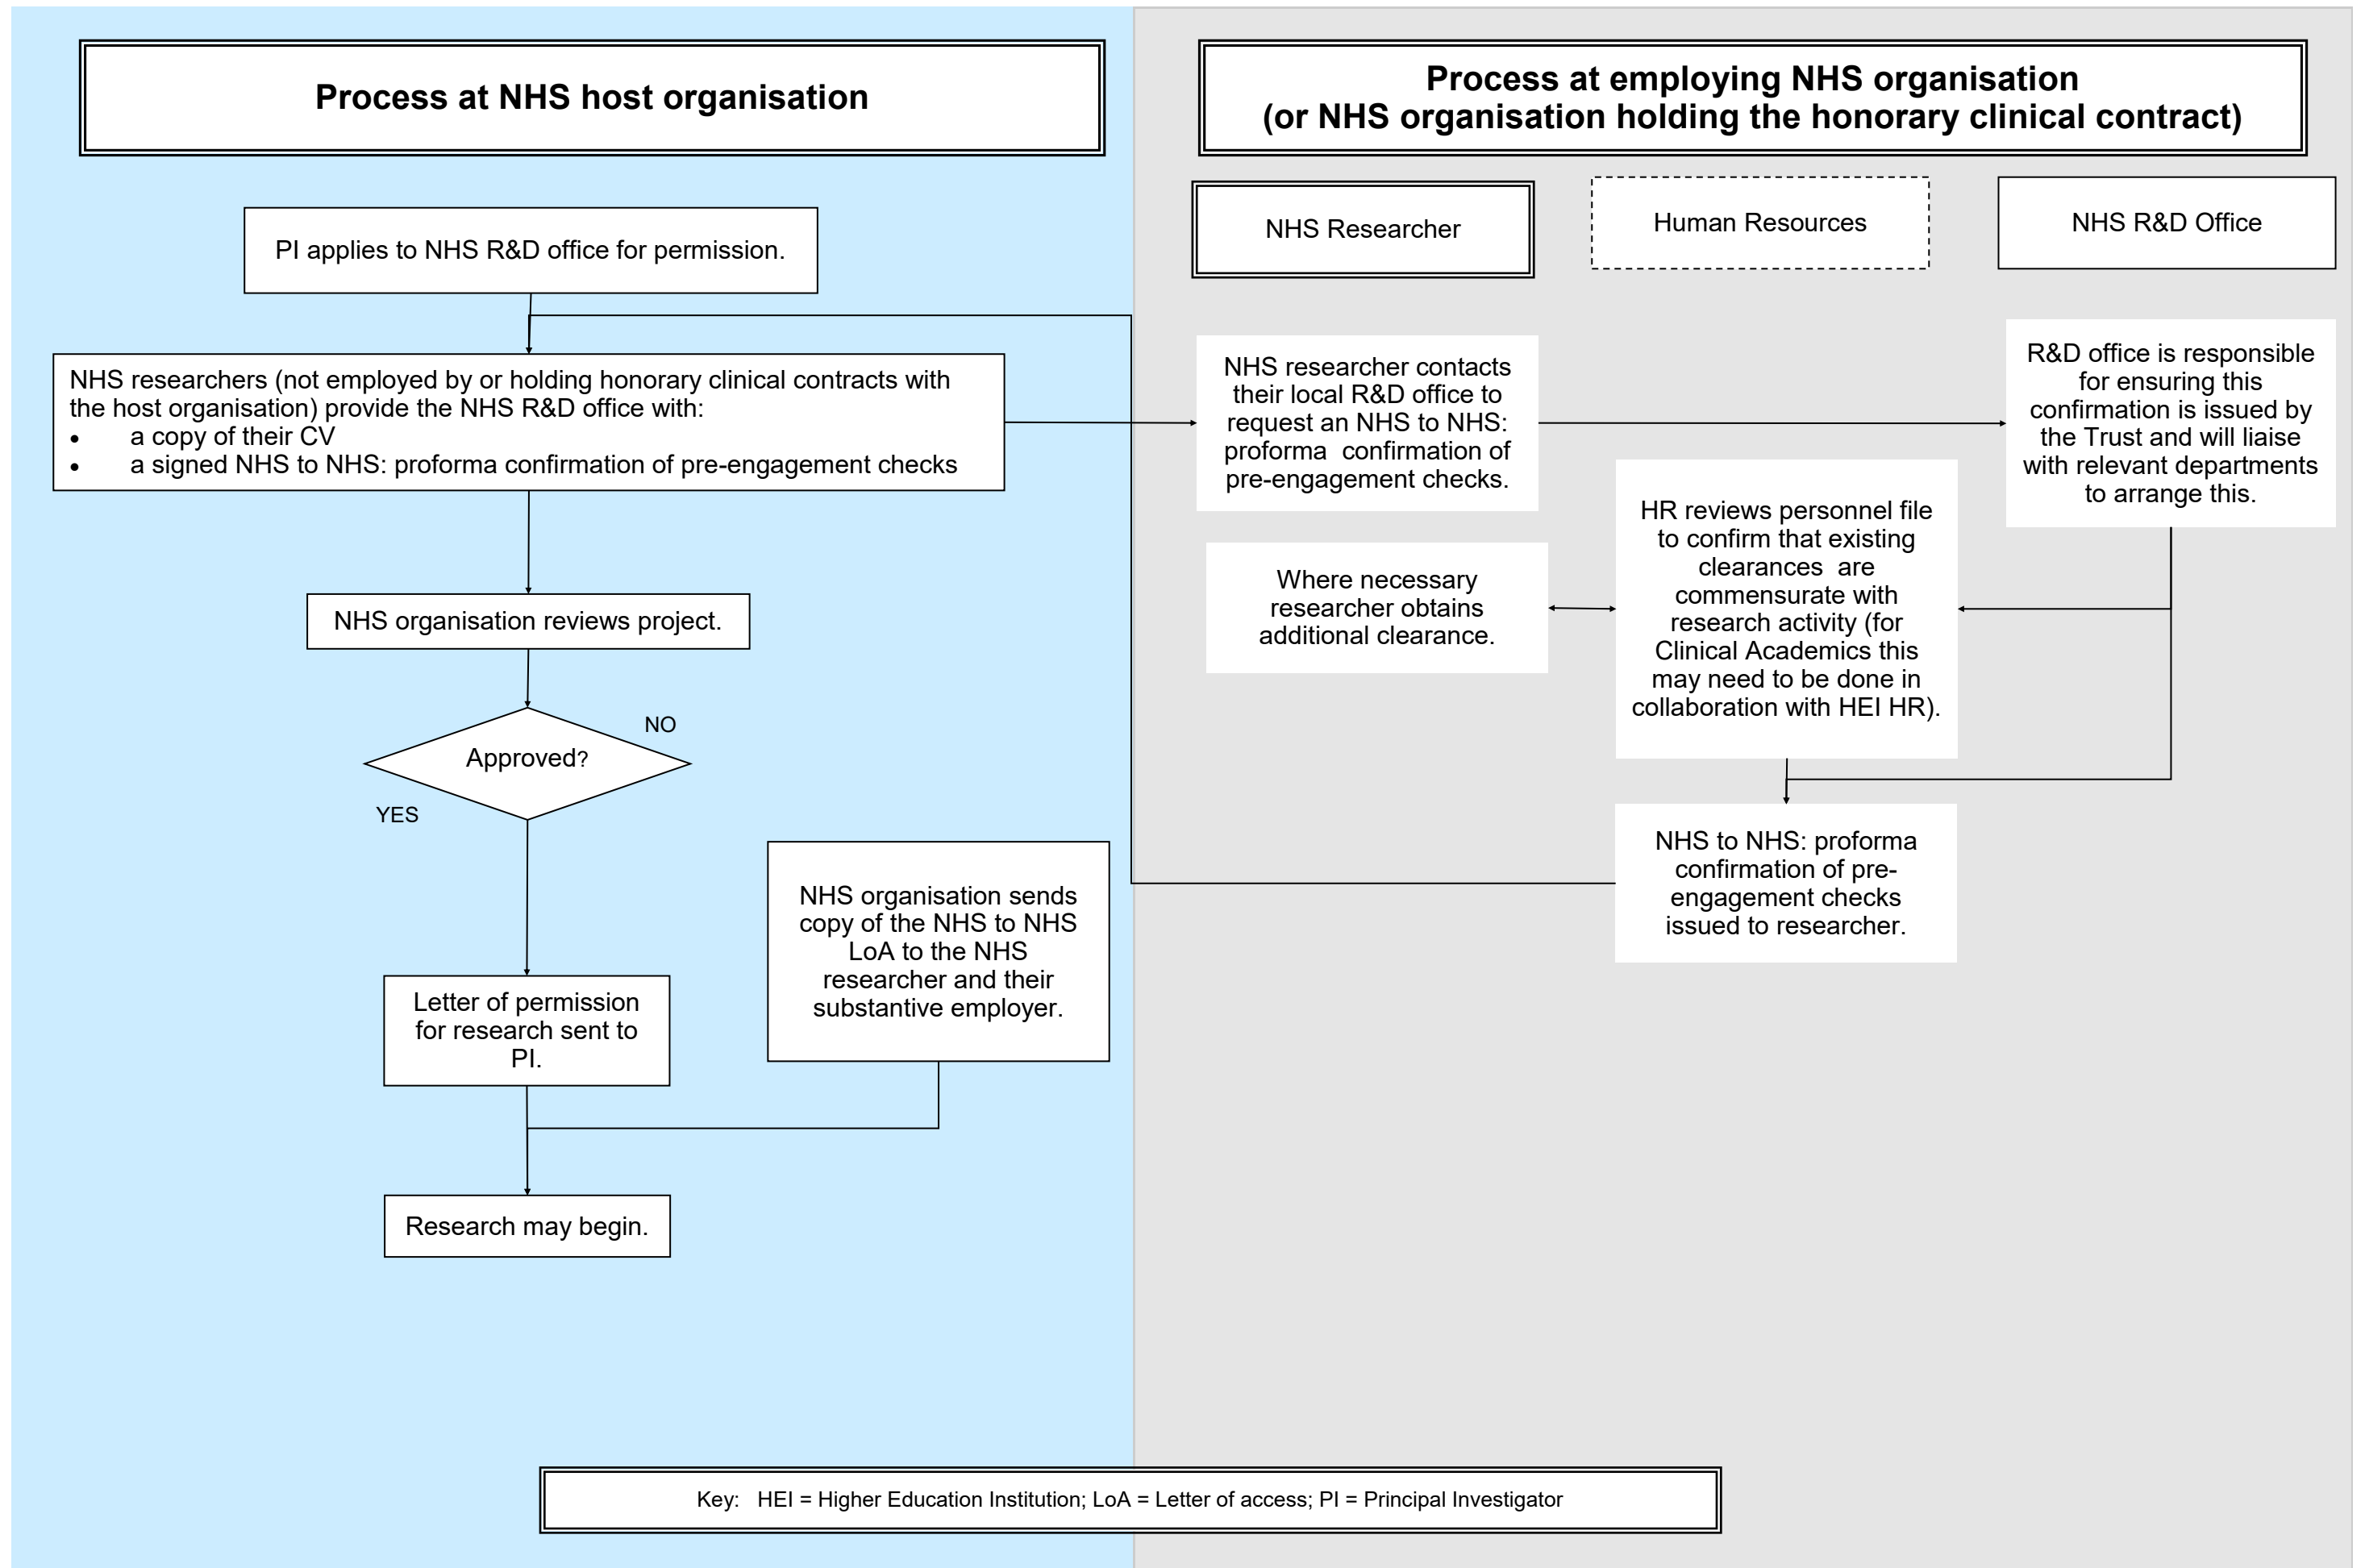 Process at NHS host organisation
PI applies to NHS R&D office for permission.
NHS researchers (not employed by or holding honorary clinical contracts with
the host organisation) provide the NHS R&D office with:
• a copy of their CV
• a signed NHS to NHS: proforma confirmation of pre-engagement checks
NHS organisation reviews project.
Approved?
NO
YES
NHS organisation sends
copy of the NHS to NHS
LoA to the NHS
researcher and their
substantive employer.
Letter of permission
for research sent to
PI.
Research may begin.
Process at employing NHS organisation
(or NHS organisation holding the honorary clinical contract)
NHS Researcher
Human Resources
NHS R&D Office
NHS researcher contacts
their local R&D office to
request an NHS to NHS:
proforma confirmation of
pre-engagement checks.
R&D office is responsible
for ensuring this
confirmation is issued by
the Trust and will liaise
with relevant departments
to arrange this.
HR reviews personnel file
to confirm that existing
clearances are
commensurate with
research activity (for
Clinical Academics this
may need to be done in
collaboration with HEI HR).
Where necessary
researcher obtains
additional clearance.
NHS to NHS: proforma
confirmation of pre-
engagement checks
issued to researcher.
Key: HEI = Higher Education Institution; LoA = Letter of access; PI = Principal Investigator